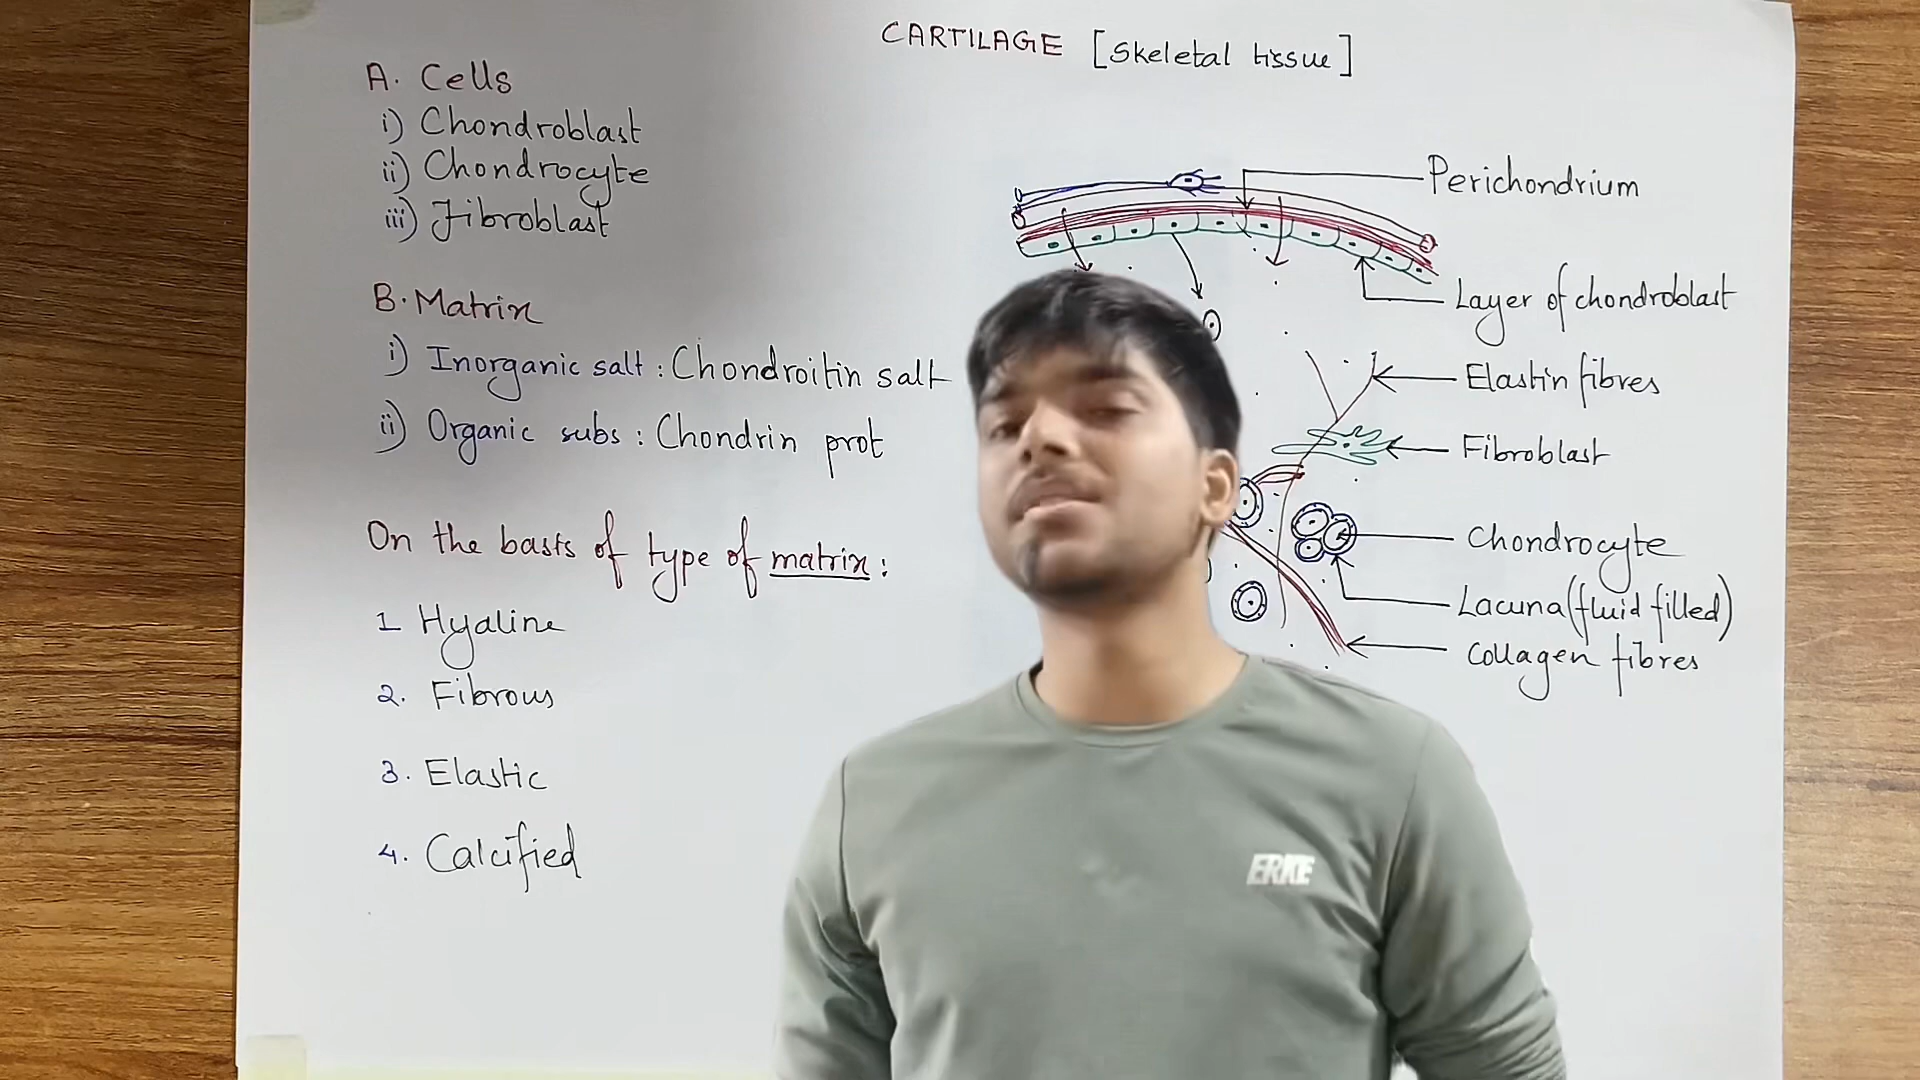 CARTILAGE [Skeletal tissue]
A. Cells
i) Chondroblast
ii) Chondrocyte
iii) Fibroblast
B. Matrix
i) Inorganic salt : Chondroitin salt
ii) Organic subs : Chondrin prot
On the basis of type of matrix :
1 Hyaline
2. Fibrous
3. Elastic
4. Calcified
Perichondrium
Layer of chondroblast
Elastin fibres
Fibroblast
Chondrocyte
Lacuna (fluid filled)
Collagen fibres
ERKE